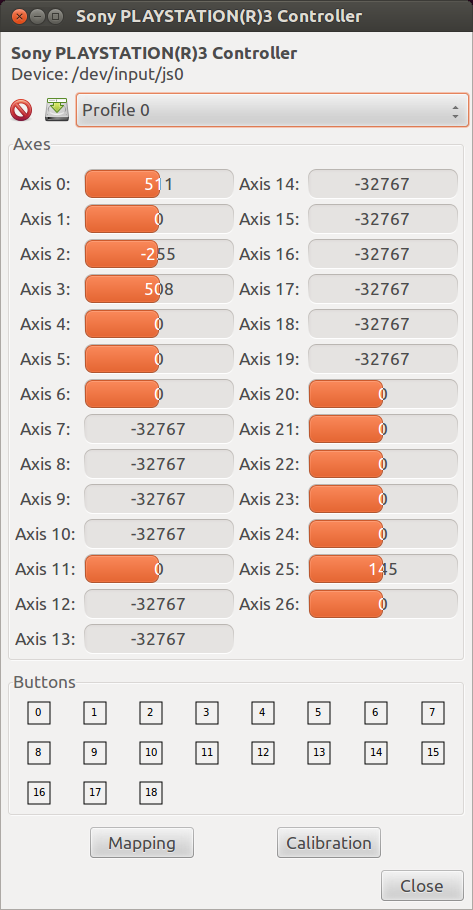 Sony PLAYSTATION(R)3 Controller
Sony PLAYSTATION(R)3 Controller
Device: /dev/input/js0
Profile 0
Axes
Axis 0: 511
Axis 1: 0
Axis 2: -255
Axis 3: 508
Axis 4: 0
Axis 5: 0
Axis 6: 0
Axis 7: -32767
Axis 8: -32767
Axis 9: -32767
Axis 10: -32767
Axis 11: 0
Axis 12: -32767
Axis 13: -32767
Axis 14: -32767
Axis 15: -32767
Axis 16: -32767
Axis 17: -32767
Axis 18: -32767
Axis 19: -32767
Axis 20: 0
Axis 21: 0
Axis 22: 0
Axis 23: 0
Axis 24: 0
Axis 25: 145
Axis 26: 0
Buttons
0 1 2 3 4 5 6 7
8 9 10 11 12 13 14 15
16 17 18
Mapping Calibration
Close